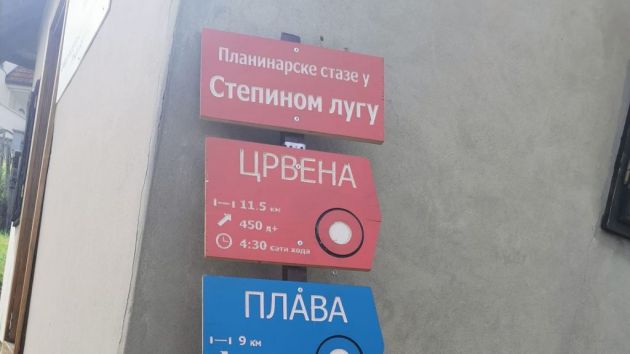 Планинарске стазе у
Степином лугу
ЦРВЕНА
11.5 км
450 д+
4:30 сати хода
ПЛАВА
9 км